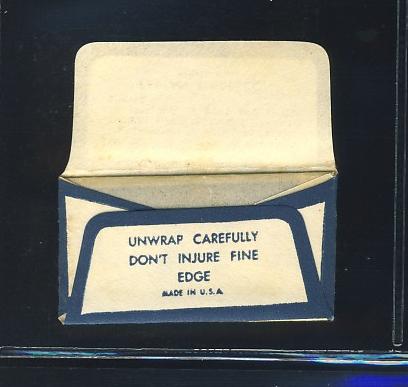 UNWRAP CAREFULLY
DON'T INJURE FINE
EDGE
MADE IN U.S.A.